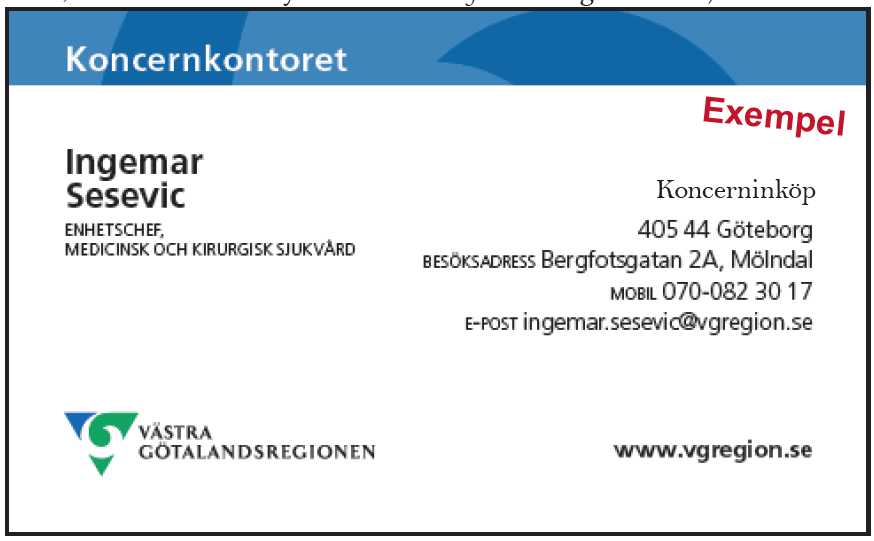 Koncernkontoret
Exempel
Ingemar
Sesevic
ENHETSCHEF,
MEDICINSK OCH KIRURGISK SJUKVÅRD
Koncerninköp
405 44 Göteborg
BESÖKSADRESS Bergfotsgatan 2A, Mölndal
MOBIL 070-082 30 17
E-POST ingemar.sesevic@vgregion.se
VÄSTRA
GÖTALANDSREGIONEN
www.vgregion.se